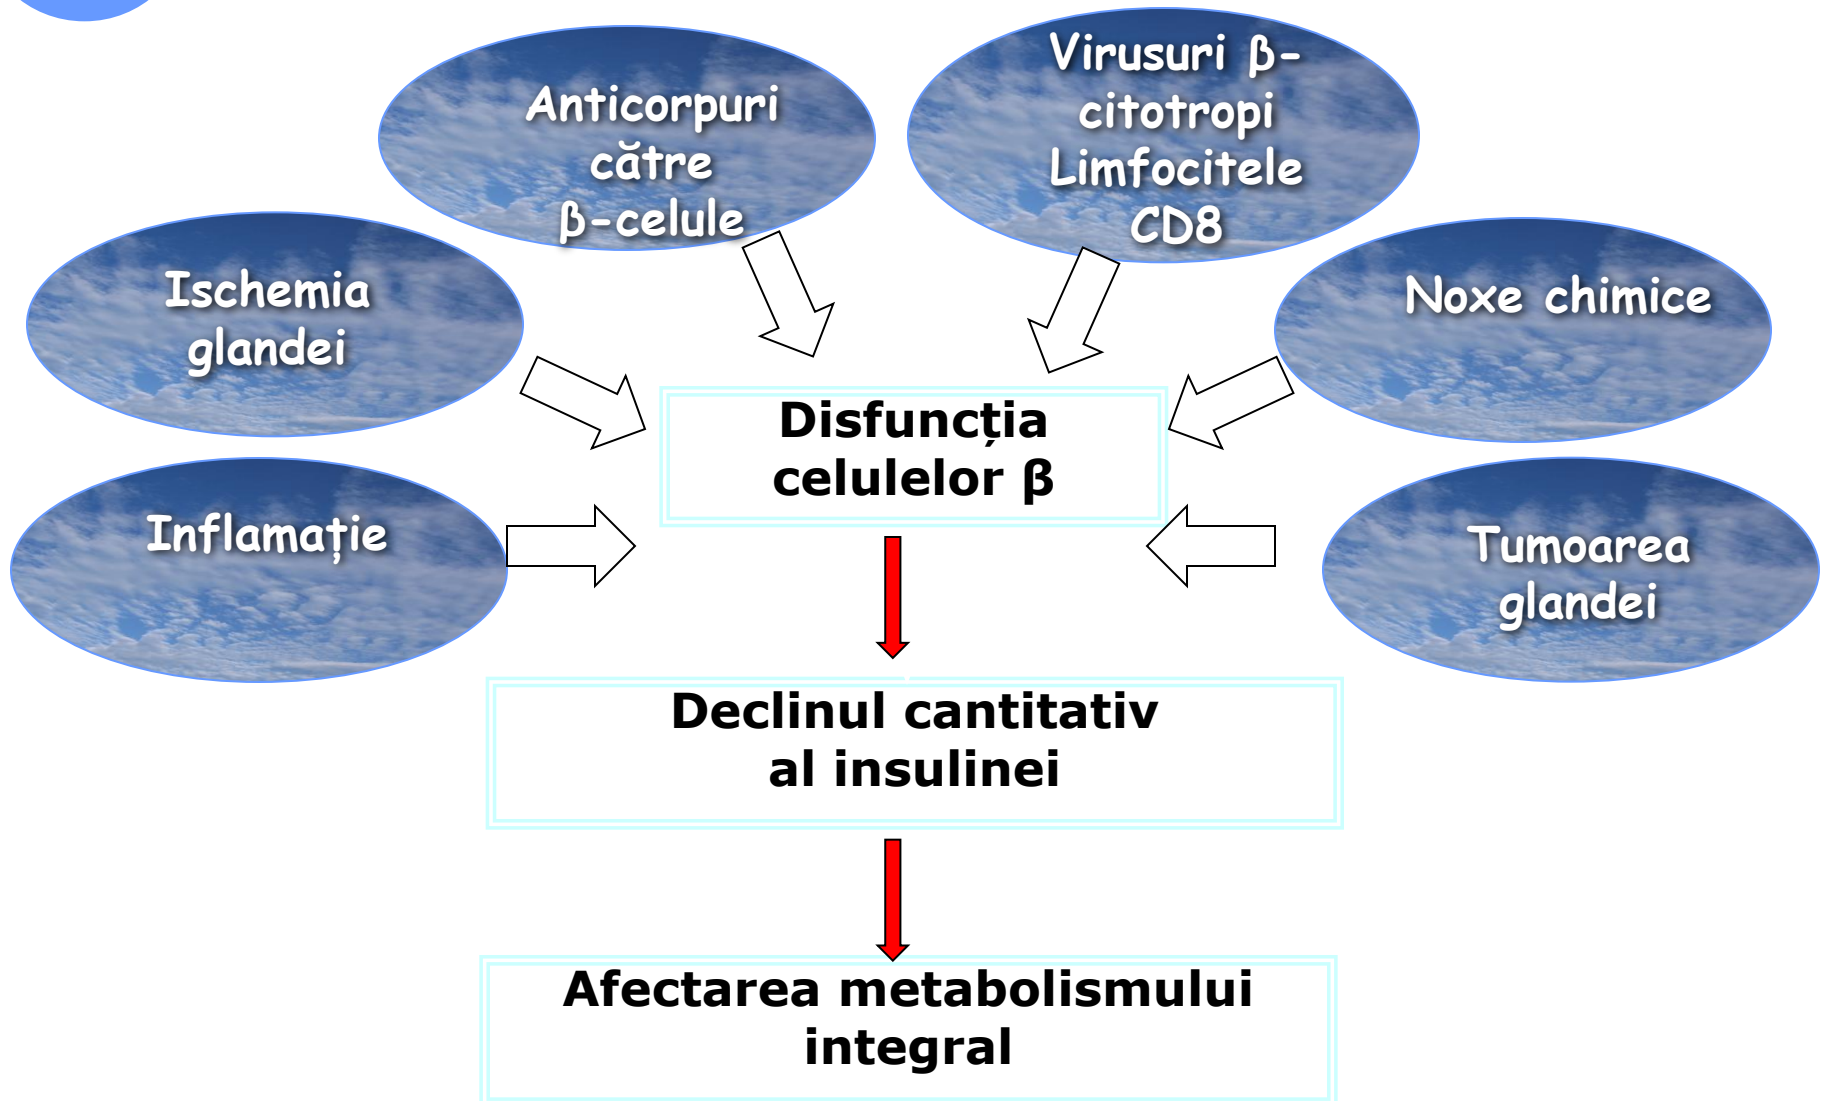 Anticorpuri
către
β-celule
Virusuri β-
citotropi
Limfocitele
CD8
Ischemia
glandei
Noxe chimice
Inflamație
Tumoarea
glandei
Disfuncția
celulelor β
Declinul cantitativ
al insulinei
Afectarea metabolismului
integral